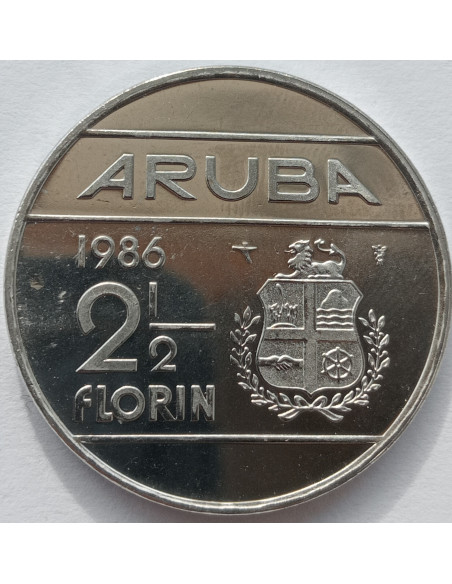 ARUBA
1986
2 1/2
FLORIN